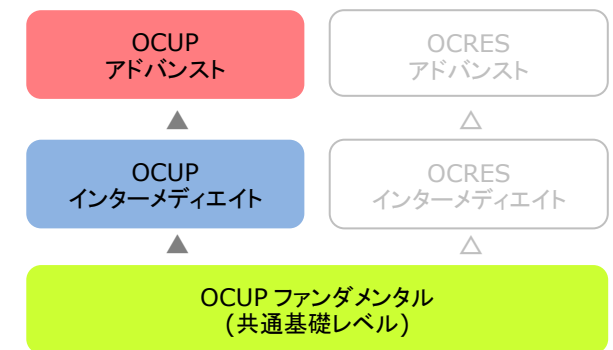 OCUP
アドバンスト
OCRES
アドバンスト
OCUP
インターメディエイト
OCRES
インターメディエイト
OCUP ファンダメンタル
(共通基礎レベル)